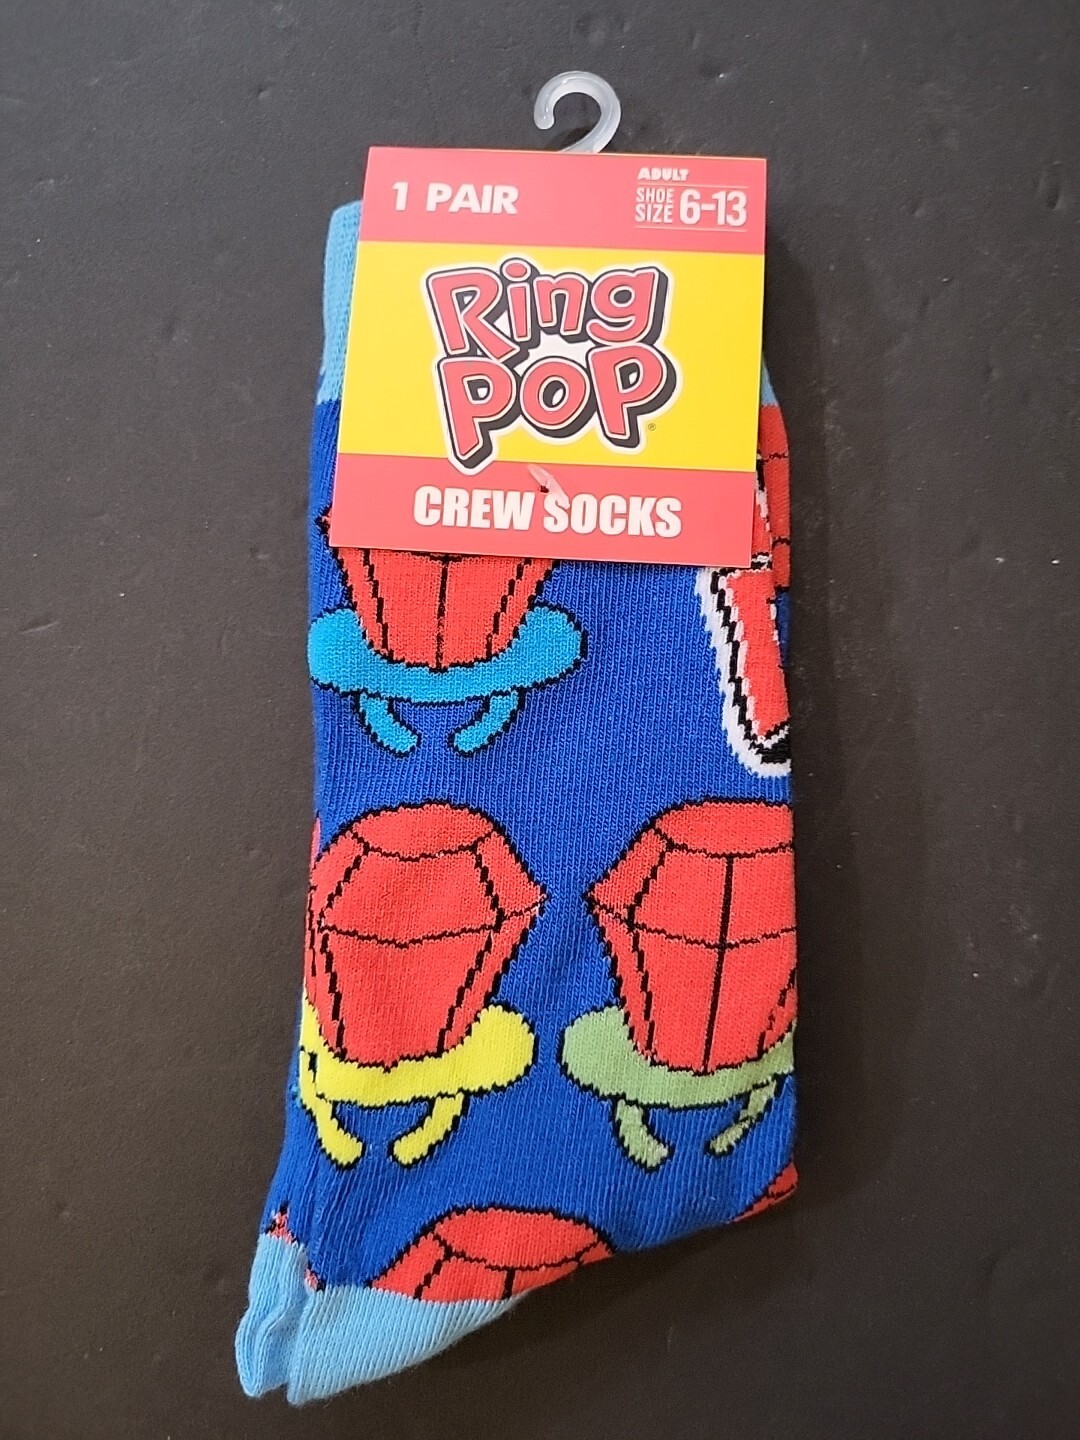 1 PAIR
ADULT
SHOE SIZE 6-13
Ring
POP®
CREW SOCKS